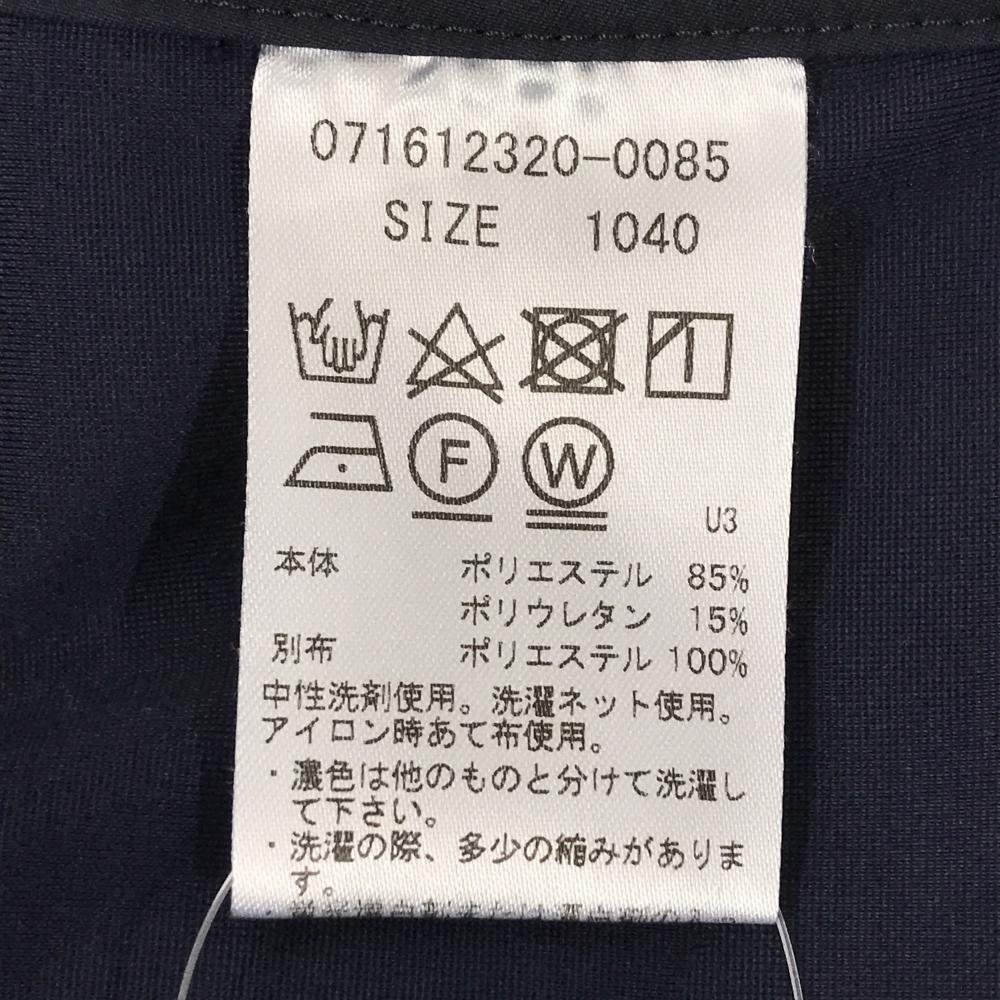 071612320-0085
SIZE 1040
F W
U3
本体 ポリエステル 85%
ポリウレタン 15%
別布 ポリエステル 100%
中性洗剤使用。洗濯ネット使用。
アイロン時あて布使用。
・濃色は他のものと分けて洗濯し
て下さい。
・洗濯の際、多少の縮みがありま
す。